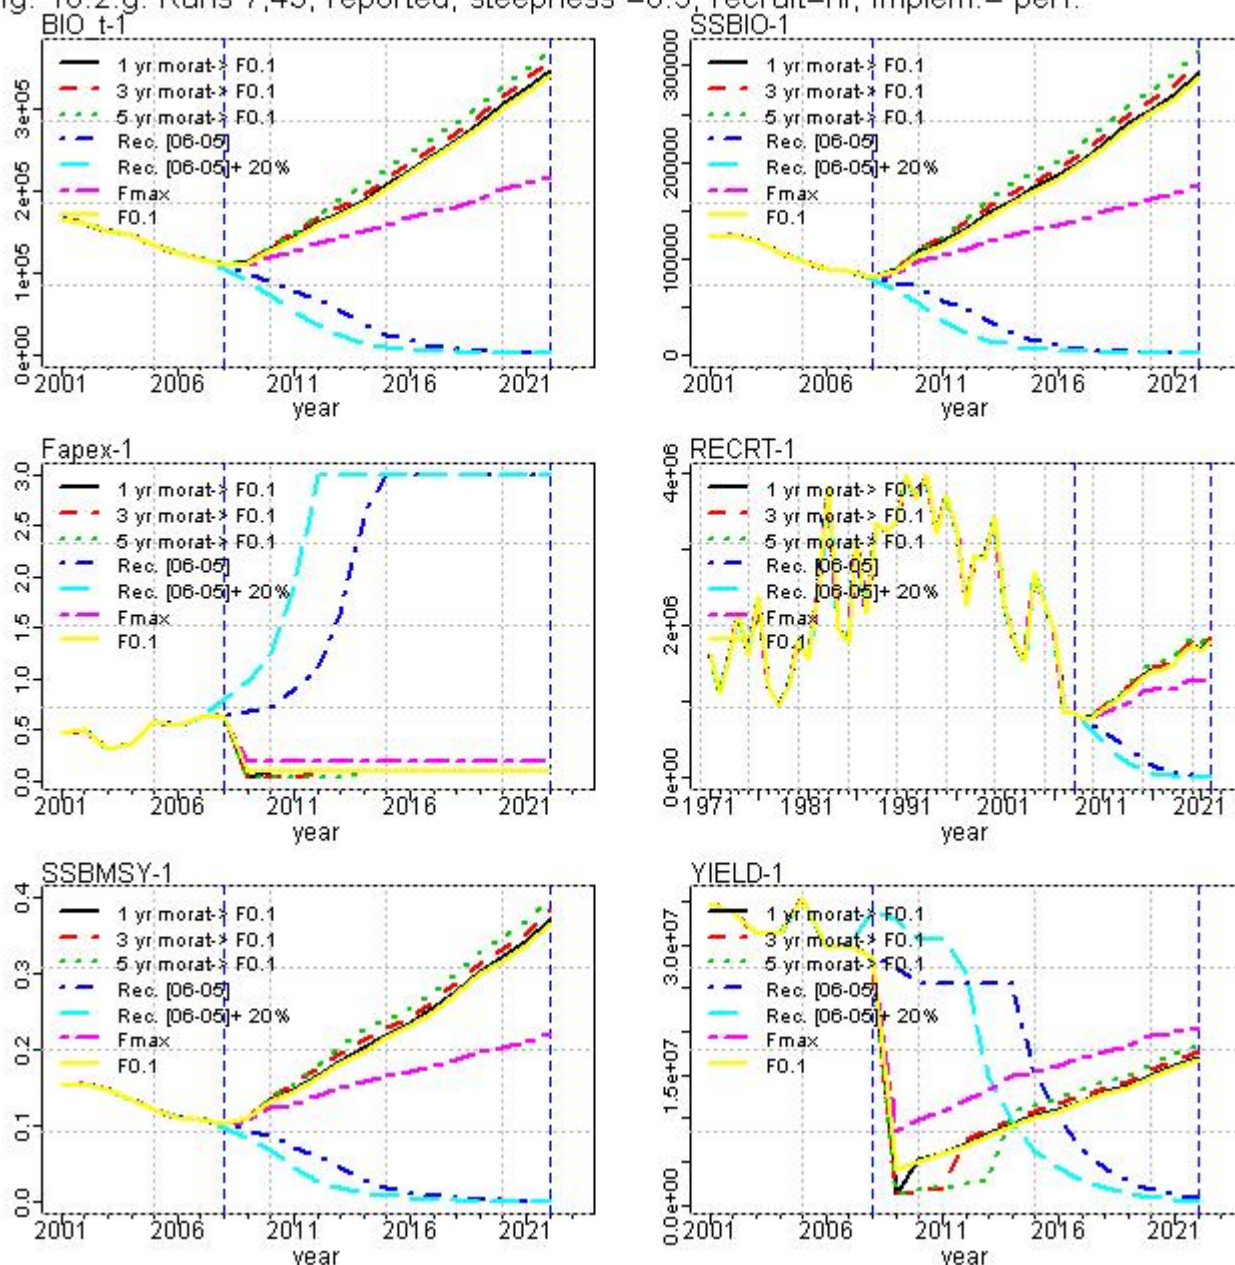 Runs 7,43, reported, steepness =0.5, recruit=hi, implem.= perf.
BIO_t-1
1 yr morat-> F0.1
3 yr morat-> F0.1
5 yr morat-> F0.1
Rec. [06-05]
Rec. [06-05]+ 20%
Fmax
F0.1
0e+00 1e+05 2e+05 3e+05
2001 2006 2011 2016 2021
year
SSBIO-1
1 yr morat-> F0.1
3 yr morat-> F0.1
5 yr morat-> F0.1
Rec. [06-05]
Rec. [06-05]+ 20%
Fmax
F0.1
0 100000 200000 300000
2001 2006 2011 2016 2021
year
Fapex-1
1 yr morat-> F0.1
3 yr morat-> F0.1
5 yr morat-> F0.1
Rec. [06-05]
Rec. [06-05]+ 20%
Fmax
F0.1
0.0 0.5 1.0 1.5 2.0 2.5 3.0
2001 2006 2011 2016 2021
year
RECRT-1
1 yr morat-> F0.1
3 yr morat-> F0.1
5 yr morat-> F0.1
Rec. [06-05]
Rec. [06-05]+ 20%
Fmax
F0.1
0e+00 2e+06 4e+06
1971 1981 1991 2001 2011 2021
year
SSBMSY-1
1 yr morat-> F0.1
3 yr morat-> F0.1
5 yr morat-> F0.1
Rec. [06-05]
Rec. [06-05]+ 20%
Fmax
F0.1
0.0 0.1 0.2 0.3 0.4
2001 2006 2011 2016 2021
year
YIELD-1
1 yr morat-> F0.1
3 yr morat-> F0.1
5 yr morat-> F0.1
Rec. [06-05]
Rec. [06-05]+ 20%
Fmax
F0.1
0.0e+00 1.5e+07 3.0e+07
2001 2006 2011 2016 2021
year